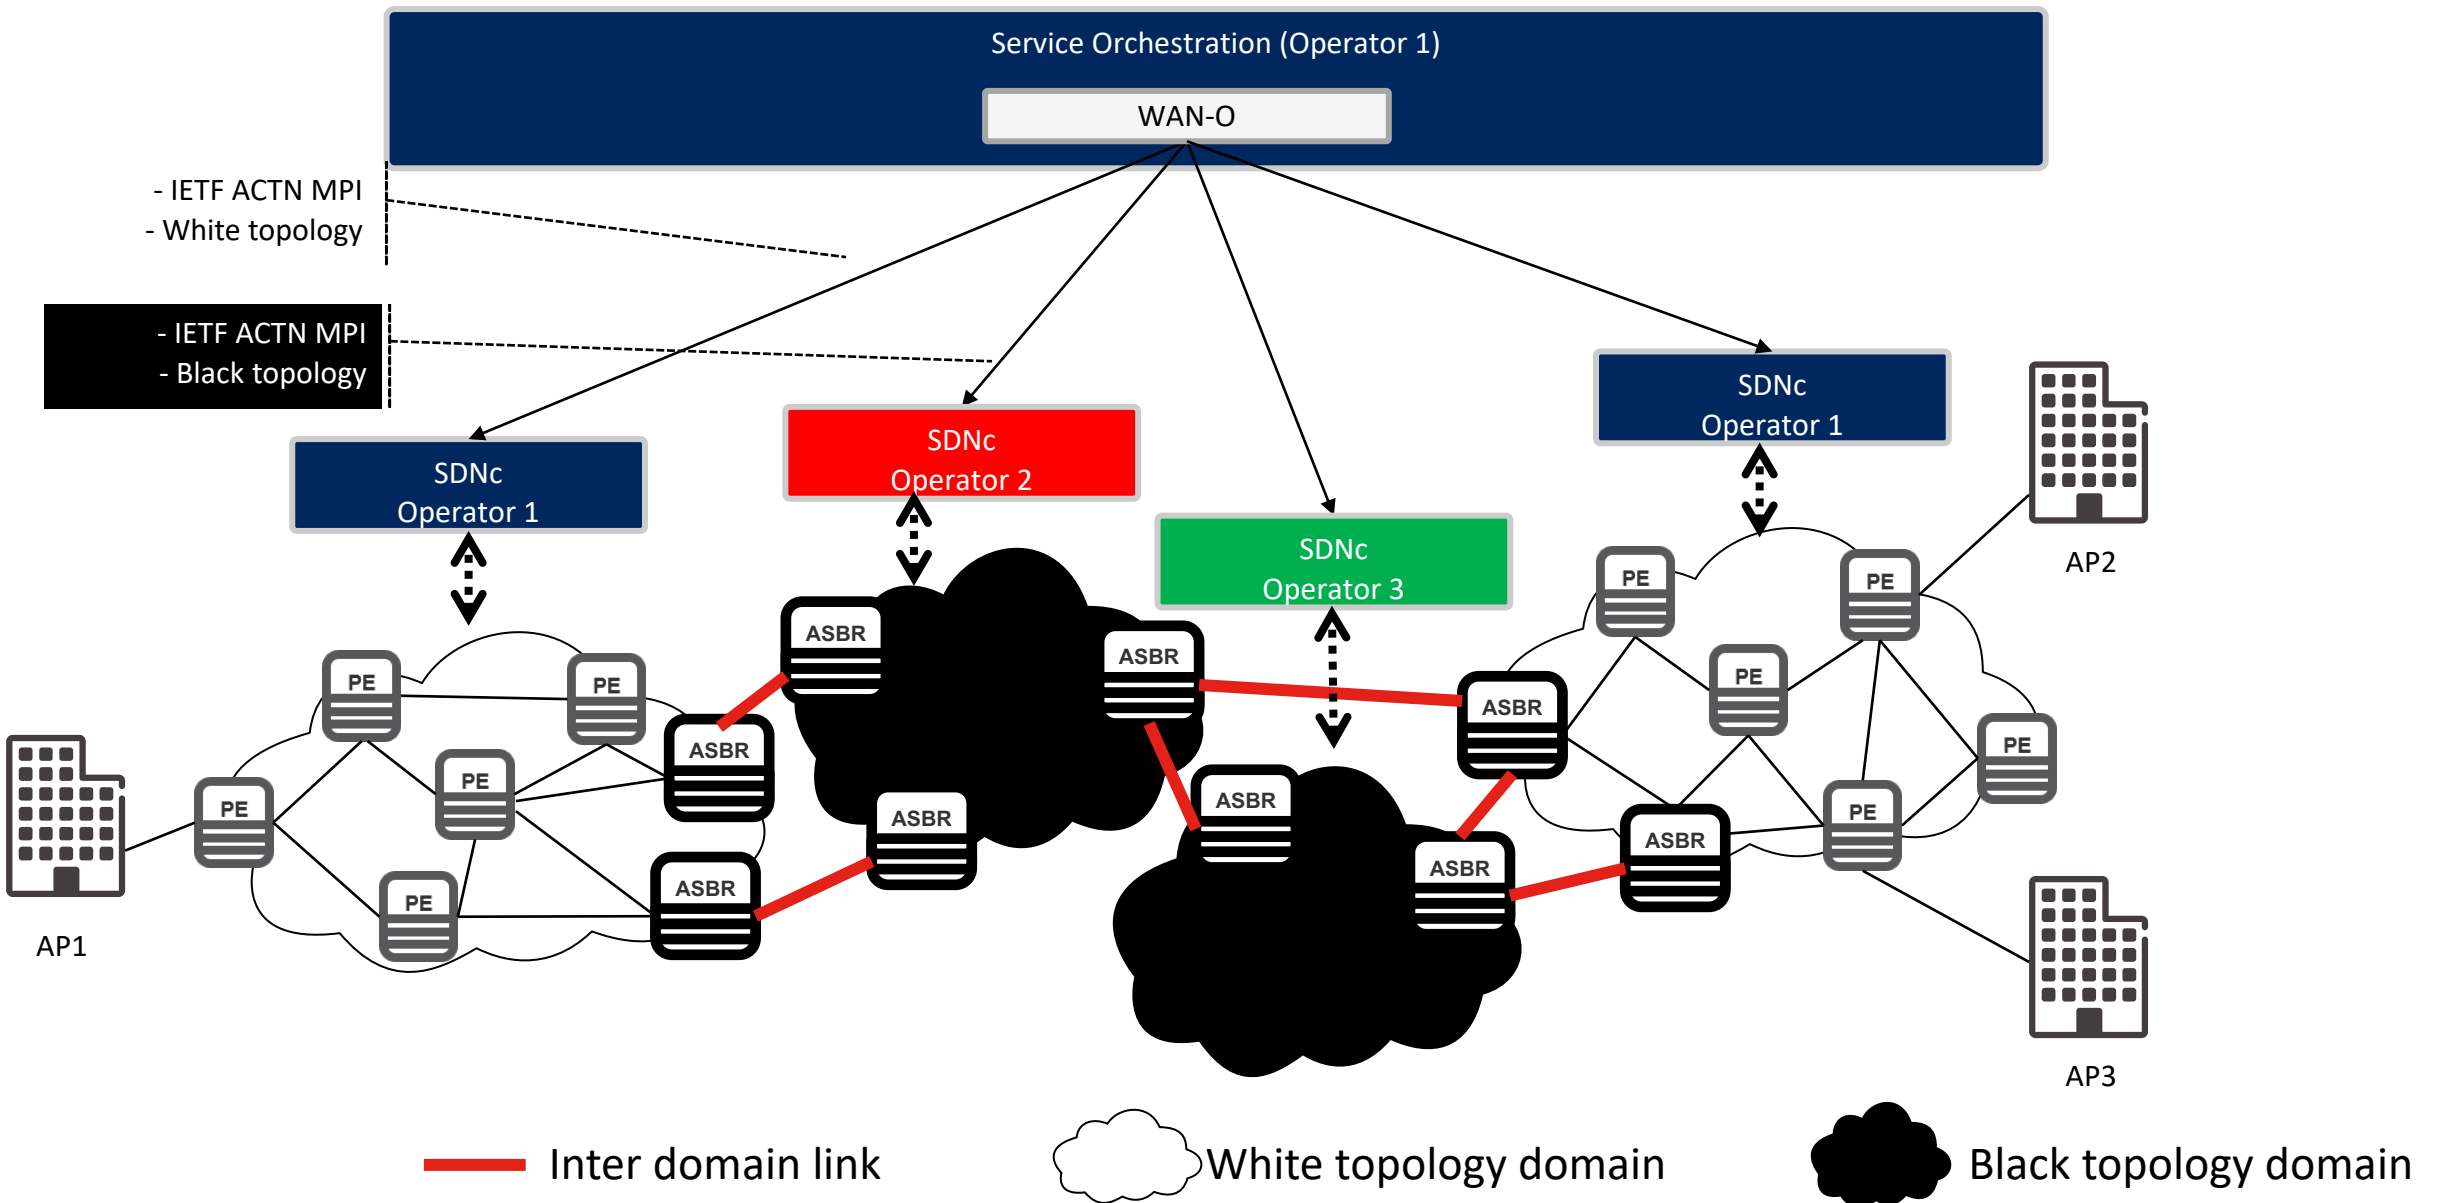 Service Orchestration (Operator 1)
WAN-O
- IETF ACTN MPI
- White topology
- IETF ACTN MPI
- Black topology
SDNc
Operator 1
SDNc
Operator 2
SDNc
Operator 3
SDNc
Operator 1
AP2
PE
PE
PE
PE
PE
ASBR
ASBR
PE
PE
PE
PE
PE
ASBR
ASBR
ASBR
ASBR
ASBR
ASBR
ASBR
ASBR
AP1
AP3
Inter domain link
White topology domain
Black topology domain